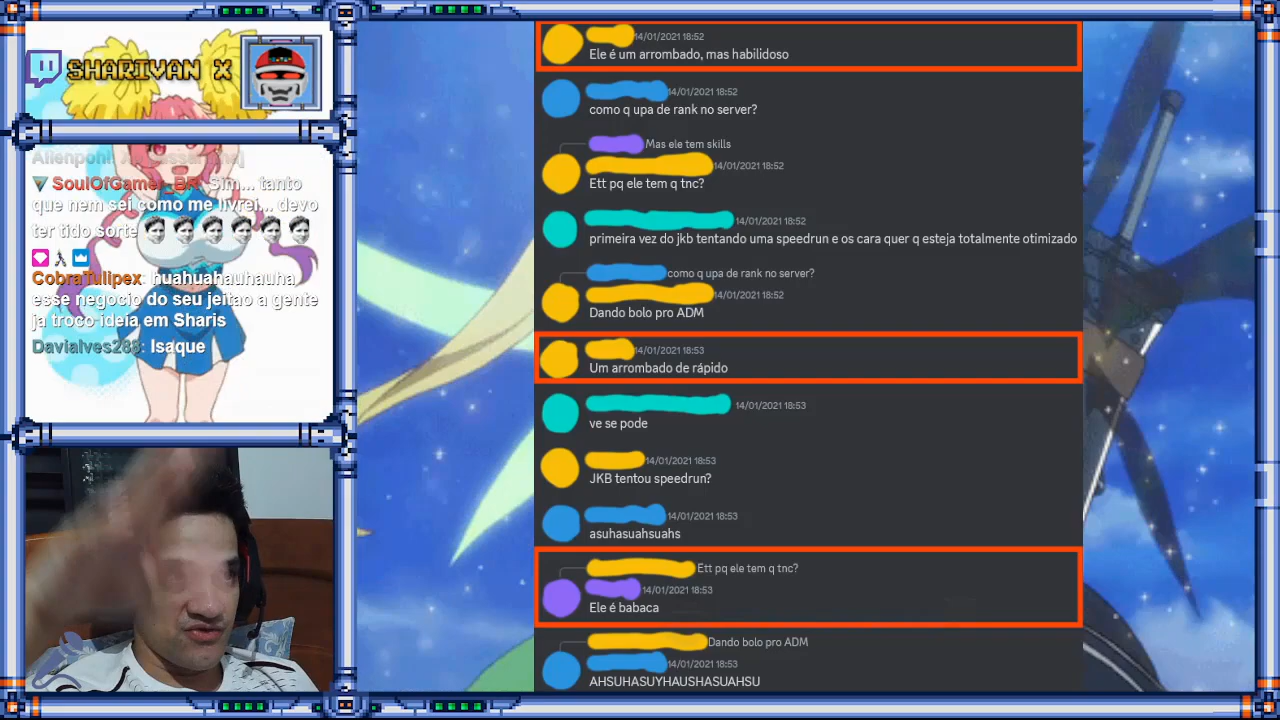 SHARIVAN X
SoulOfGamer_BR: Sim... tanto
que nem sei como me livrei... devo
ter tido sorte
CobraTulipex: huahuahauhauha
esse negocio do seu jeitao a gente
ja troco ideia em Sharis
Davialves288: Isaque
14/01/2021 18:52
Ele é um arrombado, mas habilidoso
14/01/2021 18:52
como q upa de rank no server?
Mas ele tem skills
14/01/2021 18:52
Ett pq ele tem q tnc?
14/01/2021 18:52
primeira vez do jkb tentando uma speedrun e os cara quer q esteja totalmente otimizado
como q upa de rank no server?
14/01/2021 18:52
Dando bolo pro ADM
14/01/2021 18:53
Um arrombado de rápido
14/01/2021 18:53
ve se pode
14/01/2021 18:53
JKB tentou speedrun?
14/01/2021 18:53
asuhasuahsuahs
Ett pq ele tem q tnc?
14/01/2021 18:53
Ele é babaca
Dando bolo pro ADM
14/01/2021 18:53
AHSUHASUYHAUSHASUAHSU